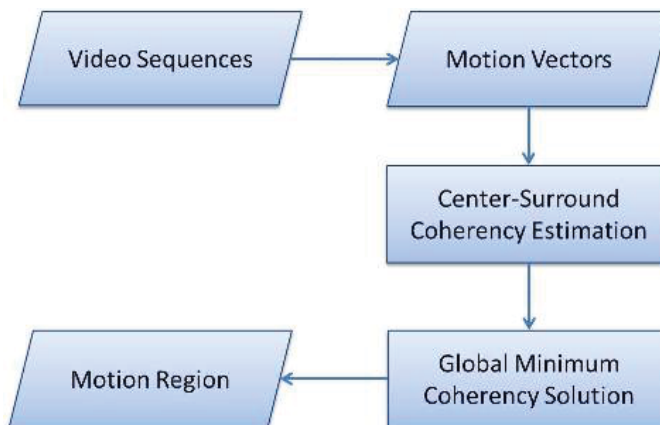 Video Sequences
Motion Vectors
Center-Surround
Coherency Estimation
Global Minimum
Coherency Solution
Motion Region